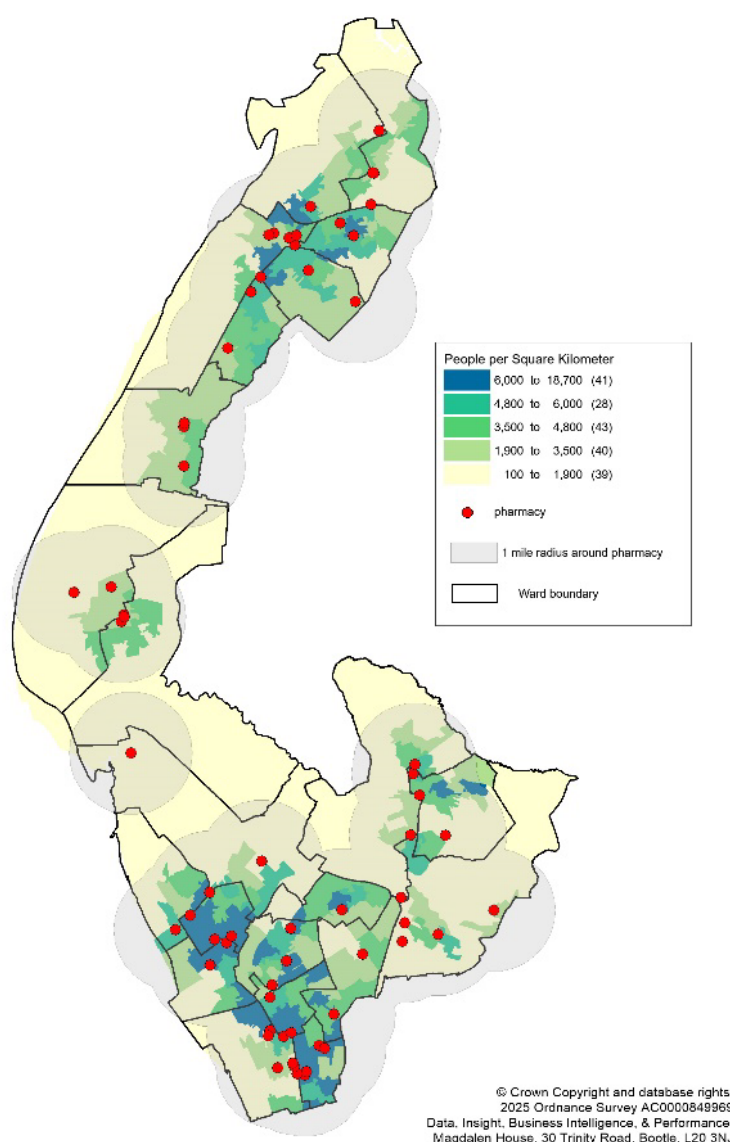 People per Square Kilometer
6,000 to 18,700 (41)
4,800 to 6,000 (28)
3,500 to 4,800 (43)
1,900 to 3,500 (40)
100 to 1,900 (39)
pharmacy
1 mile radius around pharmacy
Ward boundary
© Crown Copyright and database rights
2025 Ordnance Survey AC0000849969
Data, Insight, Business Intelligence, & Performance
Magdalen House, 30 Trinity Road, Bootle, L20 3NJ